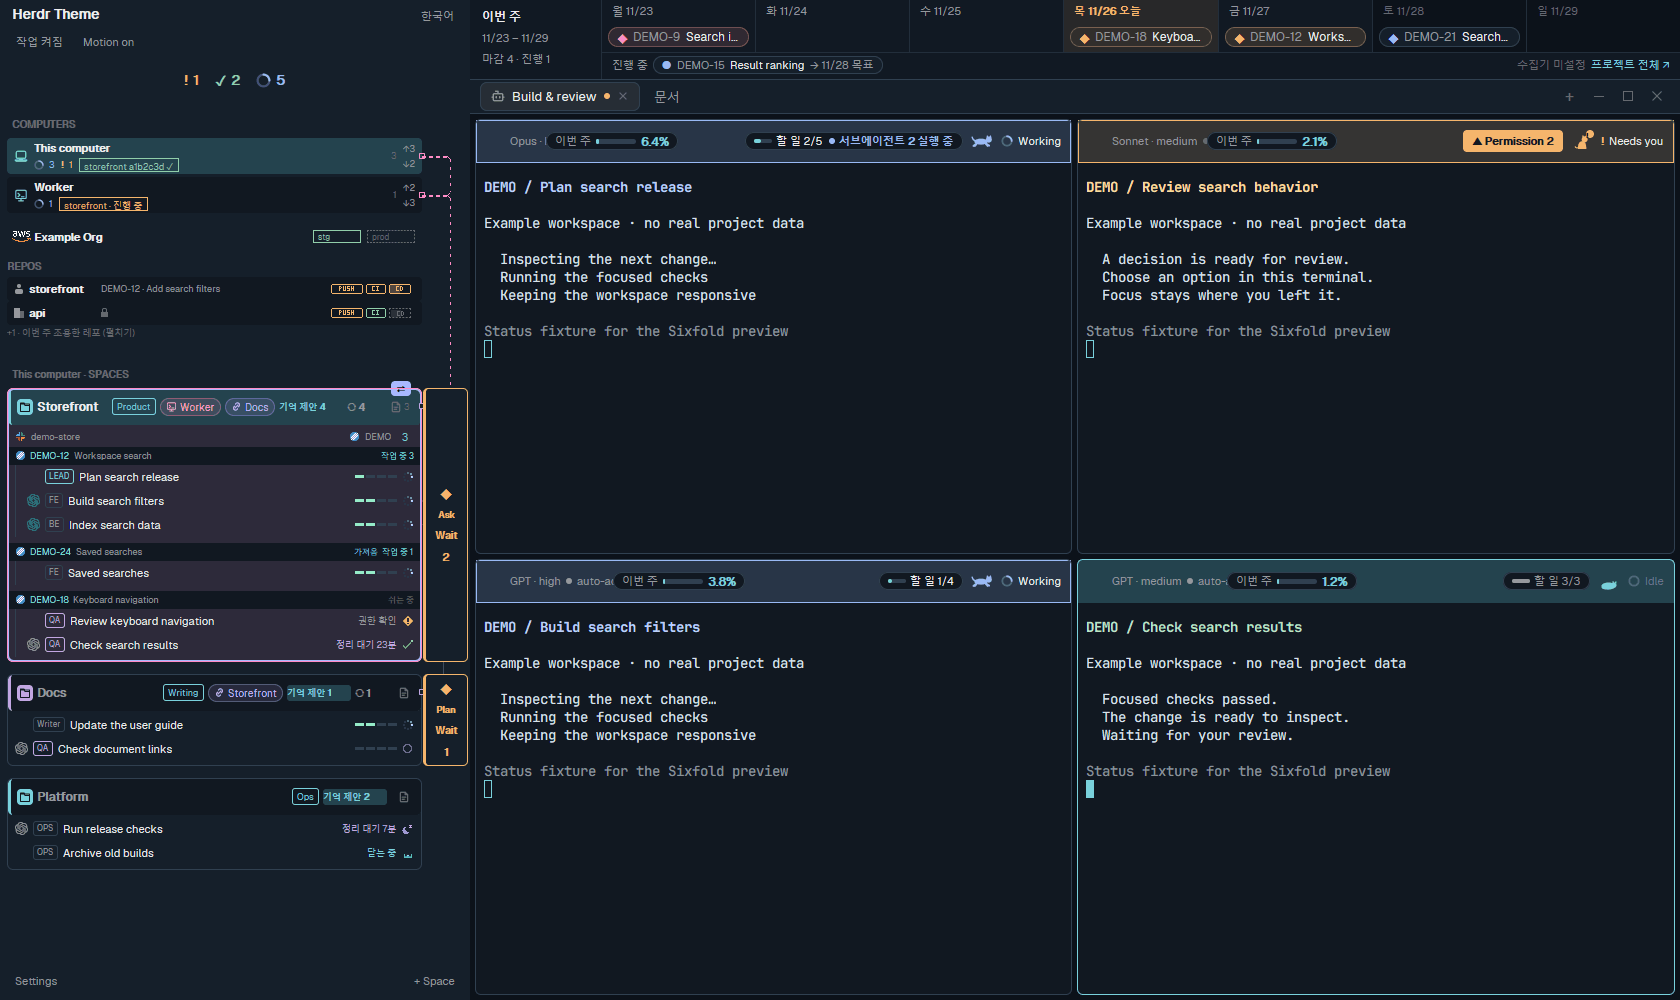 Herdr Theme
한국어
작업 켜짐 Motion on
! 1 ✓ 2 5
COMPUTERS
This computer
3 ! 1 storefront a1b2c3d ✓
3 ↑3 ↓2
Worker
1 storefront · 진행 중
1 ↑2 ↓3
aws Example Org stg prod
REPOS
storefront DEMO-12 · Add search filters PUSH CI CD
api PUSH CI CD
+1 · 이번 주 조용한 레포 (펼치기)
This computer · SPACES
Storefront Product Worker Docs 기억 제안 4 4 3
demo-store DEMO 3
DEMO-12 Workspace search 작업 중 3
LEAD Plan search release
FE Build search filters
BE Index search data
DEMO-24 Saved searches 가져옴 작업 중 1
FE Saved searches
DEMO-18 Keyboard navigation 쉬는 중
QA Review keyboard navigation 권한 확인
QA Check search results 정리 대기 23분
Ask
Wait
2
Docs Writing Storefront 기억 제안 1 1
Writer Update the user guide
QA Check document links
Plan
Wait
1
Platform Ops 기억 제안 2
OPS Run release checks 정리 대기 7분
OPS Archive old builds 닫는 중
Settings + Space
이번 주
11/23 – 11/29
마감 4 · 진행 1
월 11/23 화 11/24 수 11/25 목 11/26 오늘 금 11/27 토 11/28 일 11/29
DEMO-9 Search i... DEMO-18 Keyboa... DEMO-12 Works... DEMO-21 Search...
진행 중 DEMO-15 Result ranking → 11/28 목표
수집기 미설정 프로젝트 전체 ↗
Build & review 문서
Opus · 이번 주 6.4% 할 일 2/5 서브에이전트 2 실행 중 Working
DEMO / Plan search release
Example workspace · no real project data
Inspecting the next change…
Running the focused checks
Keeping the workspace responsive
Status fixture for the Sixfold preview
Sonnet · medium 이번 주 2.1% Permission 2 ! Needs you
DEMO / Review search behavior
Example workspace · no real project data
A decision is ready for review.
Choose an option in this terminal.
Focus stays where you left it.
Status fixture for the Sixfold preview
GPT · high auto-ac 이번 주 3.8% 할 일 1/4 Working
DEMO / Build search filters
Example workspace · no real project data
Inspecting the next change…
Running the focused checks
Keeping the workspace responsive
Status fixture for the Sixfold preview
GPT · medium auto- 이번 주 1.2% 할 일 3/3 Idle
DEMO / Check search results
Example workspace · no real project data
Focused checks passed.
The change is ready to inspect.
Waiting for your review.
Status fixture for the Sixfold preview